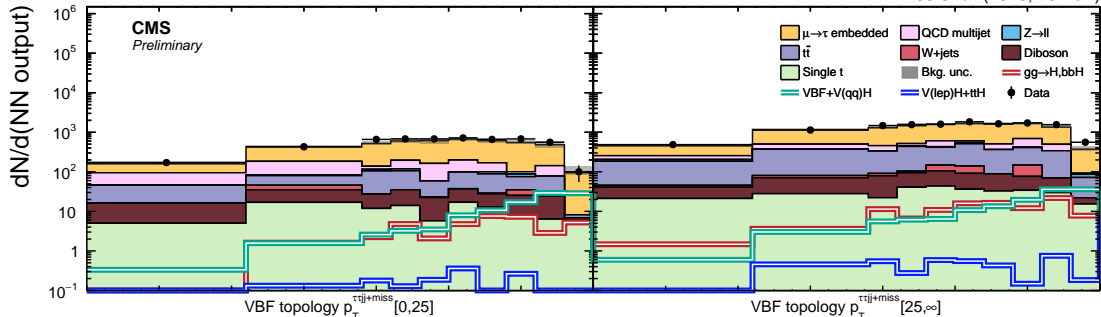 10⁶
10⁵
10⁴
10³
10²
10
1
10⁻¹
dN/d(NN output)
CMS
Preliminary
μ→τ embedded
QCD multijet
Z→ll
tt̄
W+jets
Diboson
Single t
Bkg. unc.
gg→H,bbH
VBF+V(qq)H
V(lep)H+ttH
Data
VBF topology p_T^ττjj+miss [0,25]
VBF topology p_T^ττjj+miss [25,∞]